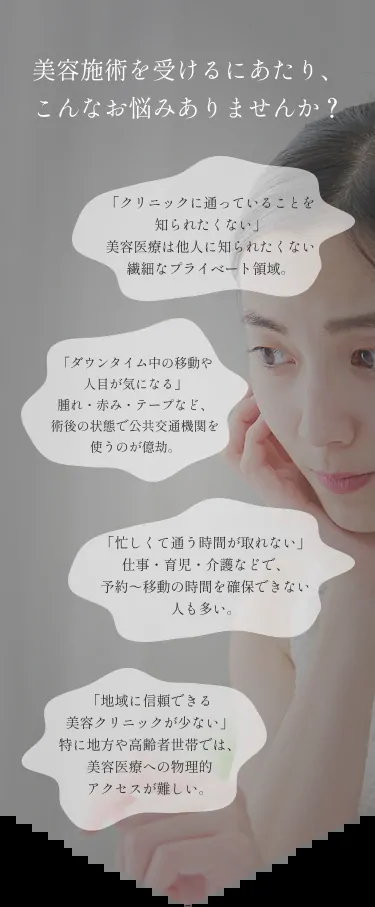 美容施術を受けるにあたり、
こんなお悩みありませんか？
「クリニックに通っていることを
知られたくない」
美容医療は他人に知られたくない
繊細なプライベート領域。
「ダウンタイム中の移動や
人目が気になる」
腫れ・赤み・テープなど、
術後の状態で公共交通機関を
使うのが億劫。
「忙しくて通う時間が取れない」
仕事・育児・介護などで、
予約〜移動の時間を確保できない
人も多い。
「地域に信頼できる
美容クリニックが少ない」
特に地方や高齢者世帯では、
美容医療への物理的
アクセスが難しい。